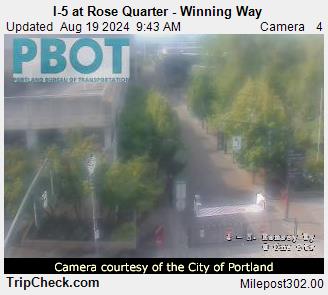 I-5 at Rose Quarter - Winning Way
Updated Aug 19 2024 9:43 AM Camera 4
PBOT
PORTLAND BUREAU OF TRANSPORTATION
Camera courtesy of the City of Portland
TripCheck.com Milepost302.00